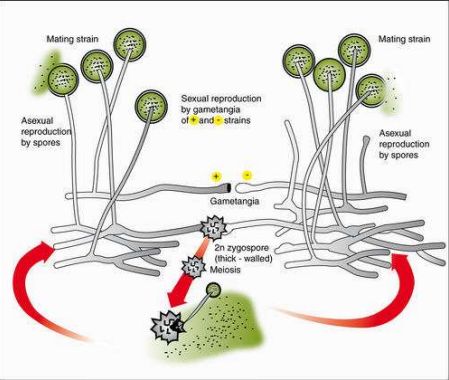 Mating strain
Mating strain
Sexual reproduction
by gametangia
of + and - strains
Asexual
reproduction
by spores
Asexual
reproduction
by spores
+ -
Gametangia
2n zygospore
(thick - walled)
Meiosis